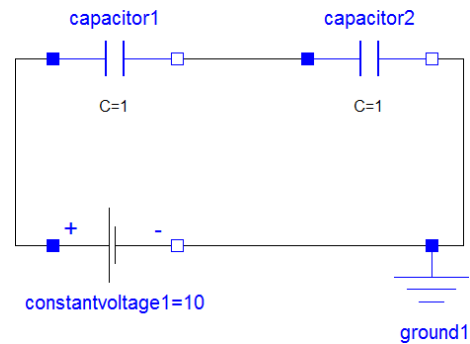 capacitor1 capacitor2
C=1 C=1
+ -
constantvoltage1=10
ground1